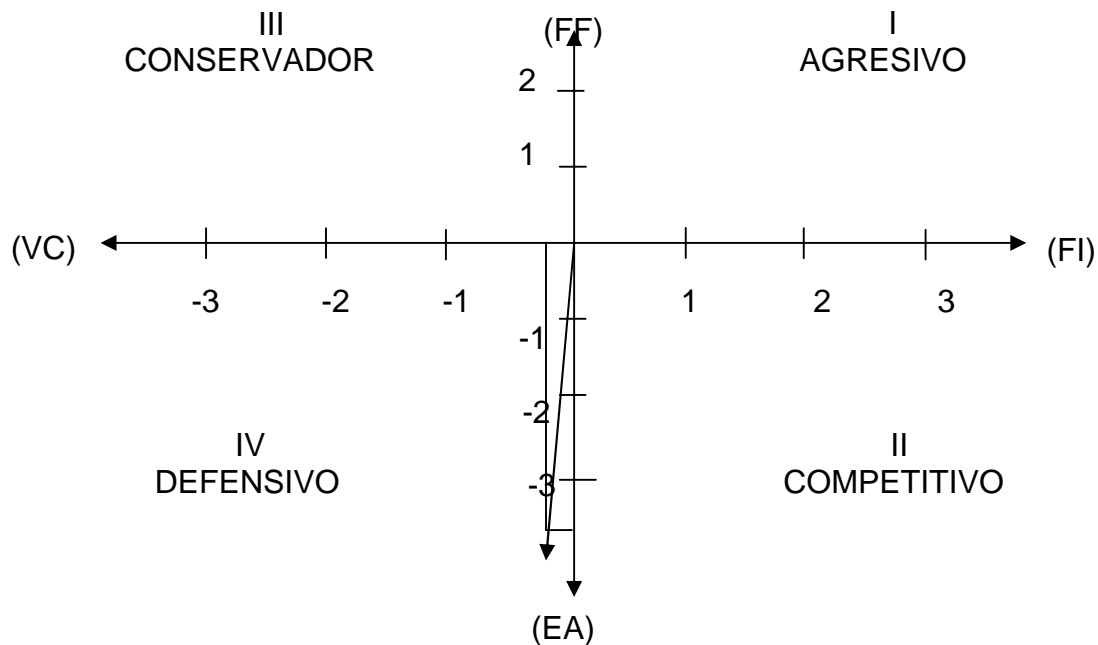 III
CONSERVADOR
(FF)
I
AGRESIVO
2
1
(VC)
(FI)
-3
-2
-1
1
2
3
-1
-2
-3
IV
DEFENSIVO
II
COMPETITIVO
(EA)